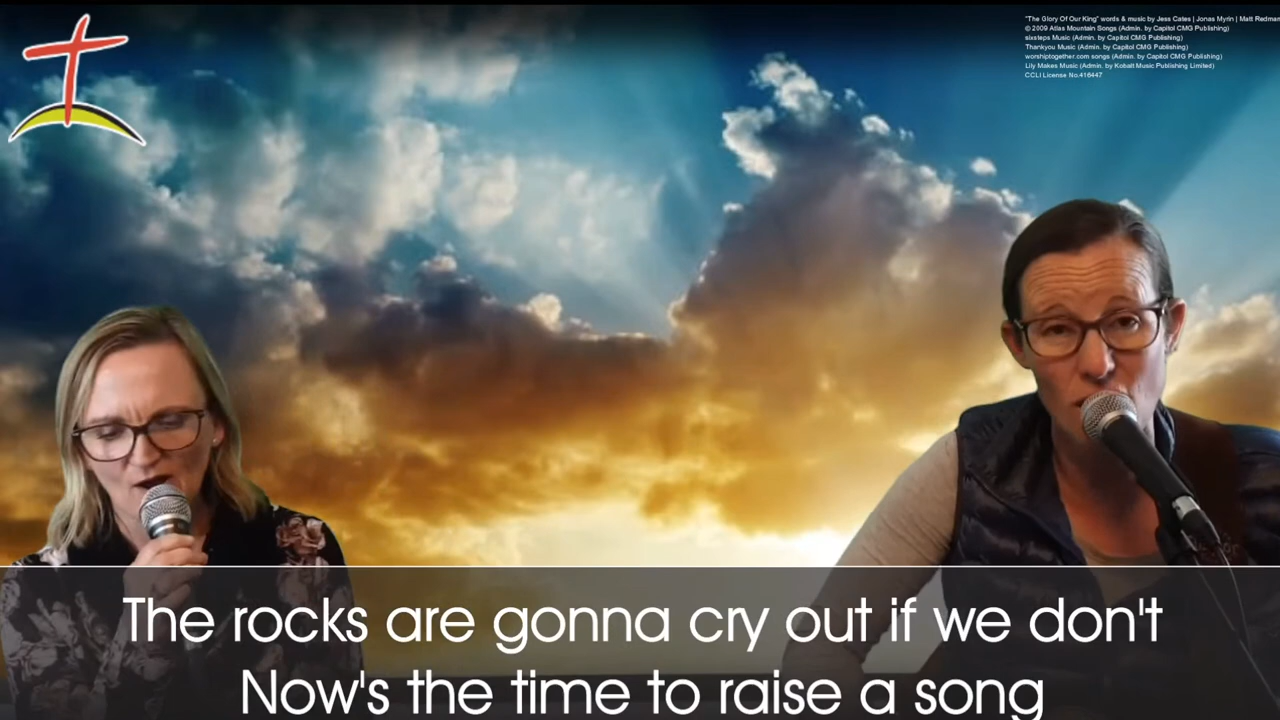 "The Glory Of Our King" words & music by Jess Cates | Jonas Myrin | Matt Redman
© 2009 Atlas Mountain Songs (Admin. by Capitol CMG Publishing)
sixsteps Music (Admin. by Capitol CMG Publishing)
Thankyou Music (Admin. by Capitol CMG Publishing)
worshiptogether.com songs (Admin. by Capitol CMG Publishing)
Lily Makes Music (Admin. by Kobalt Music Publishing Limited)
CCLI License No.416447
The rocks are gonna cry out if we don't
Now's the time to raise a song